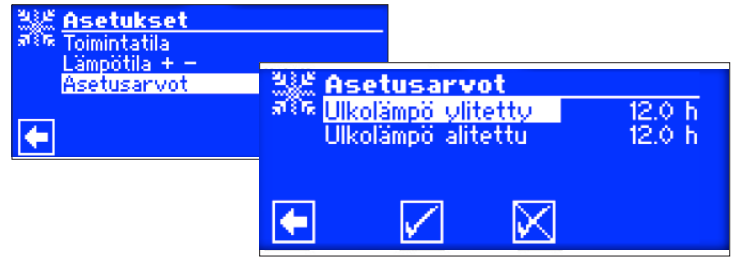 Asetukset
Toimintatila
Lämpötila + -
Asetusarvot
Asetusarvot
Ulkolämpö ylitetty 12.0 h
Ulkolämpö alitettu 12.0 h